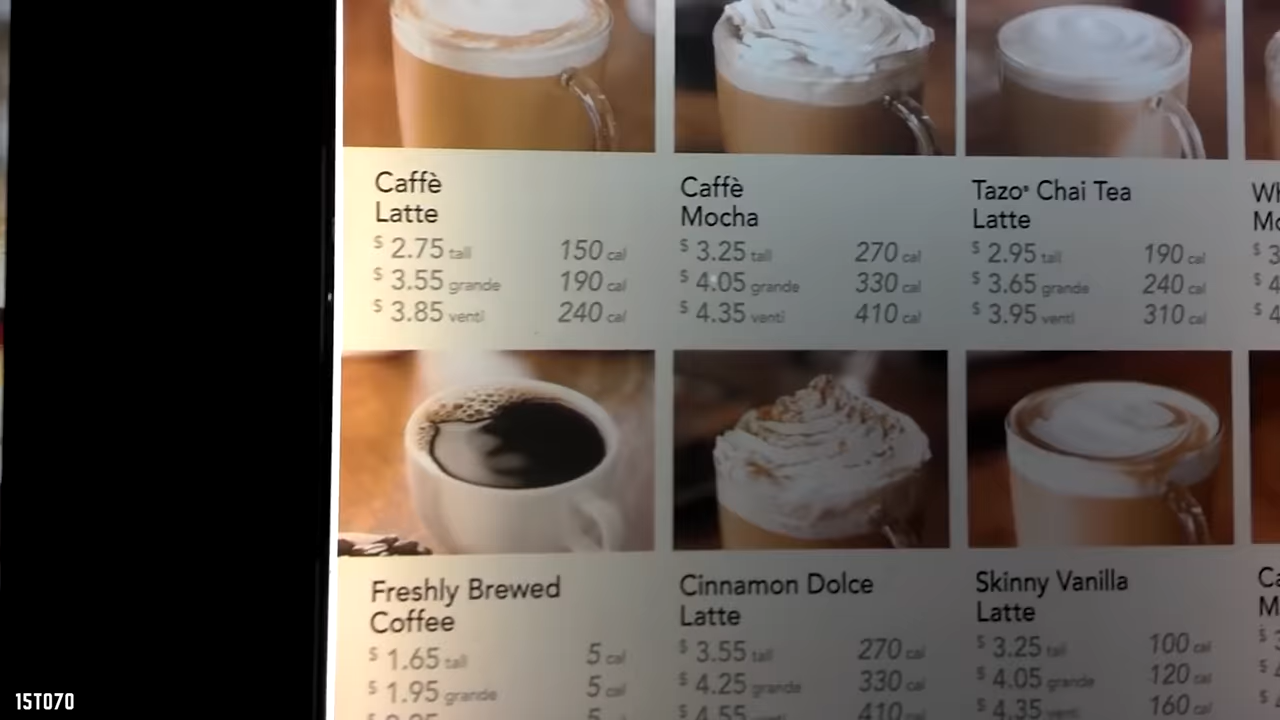 Caffè
Latte
$ 2.75 tall 150 cal
$ 3.55 grande 190 cal
$ 3.85 venti 240 cal
Caffè
Mocha
$ 3.25 tall 270 cal
$ 4.05 grande 330 cal
$ 4.35 venti 410 cal
Tazo® Chai Tea
Latte
$ 2.95 tall 190 cal
$ 3.65 grande 240 cal
$ 3.95 venti 310 cal
Freshly Brewed
Coffee
$ 1.65 tall 5 cal
$ 1.95 grande 5 cal
Cinnamon Dolce
Latte
$ 3.55 tall 270 cal
$ 4.25 grande 330 cal
$ 4.55 venti 410 cal
Skinny Vanilla
Latte
$ 3.25 tall 100 cal
$ 4.05 grande 120 cal
$ 4.35 venti 160 cal
15T070